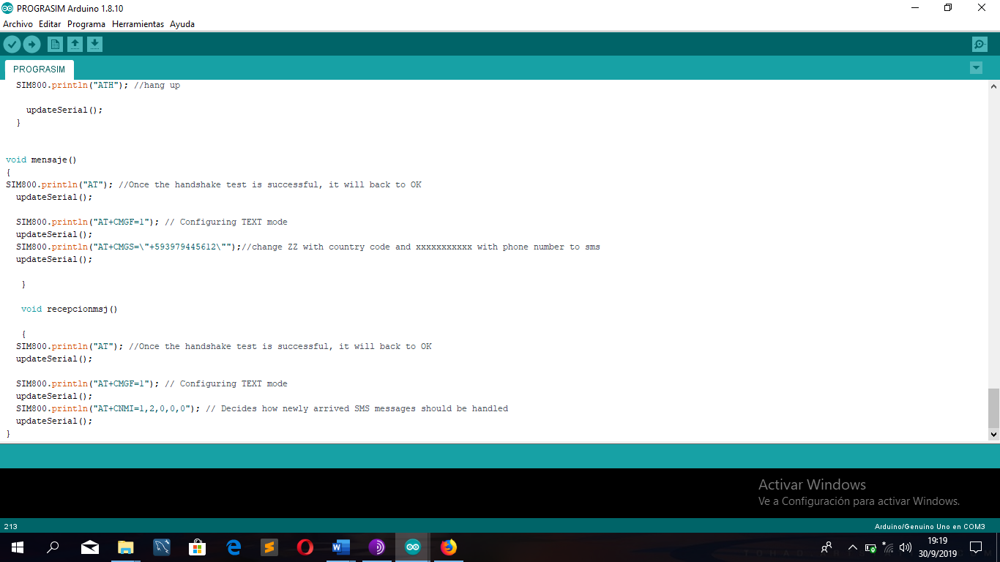 PROGRASIM Arduino 1.8.10
Archivo Editar Programa Herramientas Ayuda
PROGRASIM
SIM800.println("ATH"); //hang up
updateSerial();
}
void mensaje()
{
SIM800.println("AT"); //Once the handshake test is successful, it will back to OK
updateSerial();
SIM800.println("AT+CMGF=1"); // Configuring TEXT mode
updateSerial();
SIM800.println("AT+CMGS=\"+593979445612\"");//change ZZ with country code and xxxxxxxxxxx with phone number to sms
updateSerial();
}
void recepcionmsj()
{
SIM800.println("AT"); //Once the handshake test is successful, it will back to OK
updateSerial();
SIM800.println("AT+CMGF=1"); // Configuring TEXT mode
updateSerial();
SIM800.println("AT+CNMI=1,2,0,0,0"); // Decides how newly arrived SMS messages should be handled
updateSerial();
}
Activar Windows
Ve a Configuración para activar Windows.
213
Arduino/Genuino Uno en COM3
19:19
30/9/2019